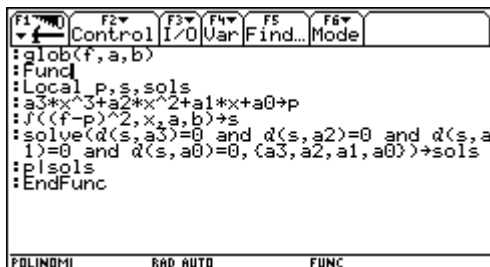 F1 F2 F3 F4 F5 F6
Control I/O Var Find... Mode
:glob(f,a,b)
:Func
:Local p,s,sols
:a3*x^3+a2*x^2+a1*x+a0→p
:∫((f-p)^2,x,a,b)→s
:solve(d(s,a3)=0 and d(s,a2)=0 and d(s,a
1)=0 and d(s,a0)=0,{a3,a2,a1,a0})→sols
:p|sols
:EndFunc
POLINOMI RAD AUTO FUNC